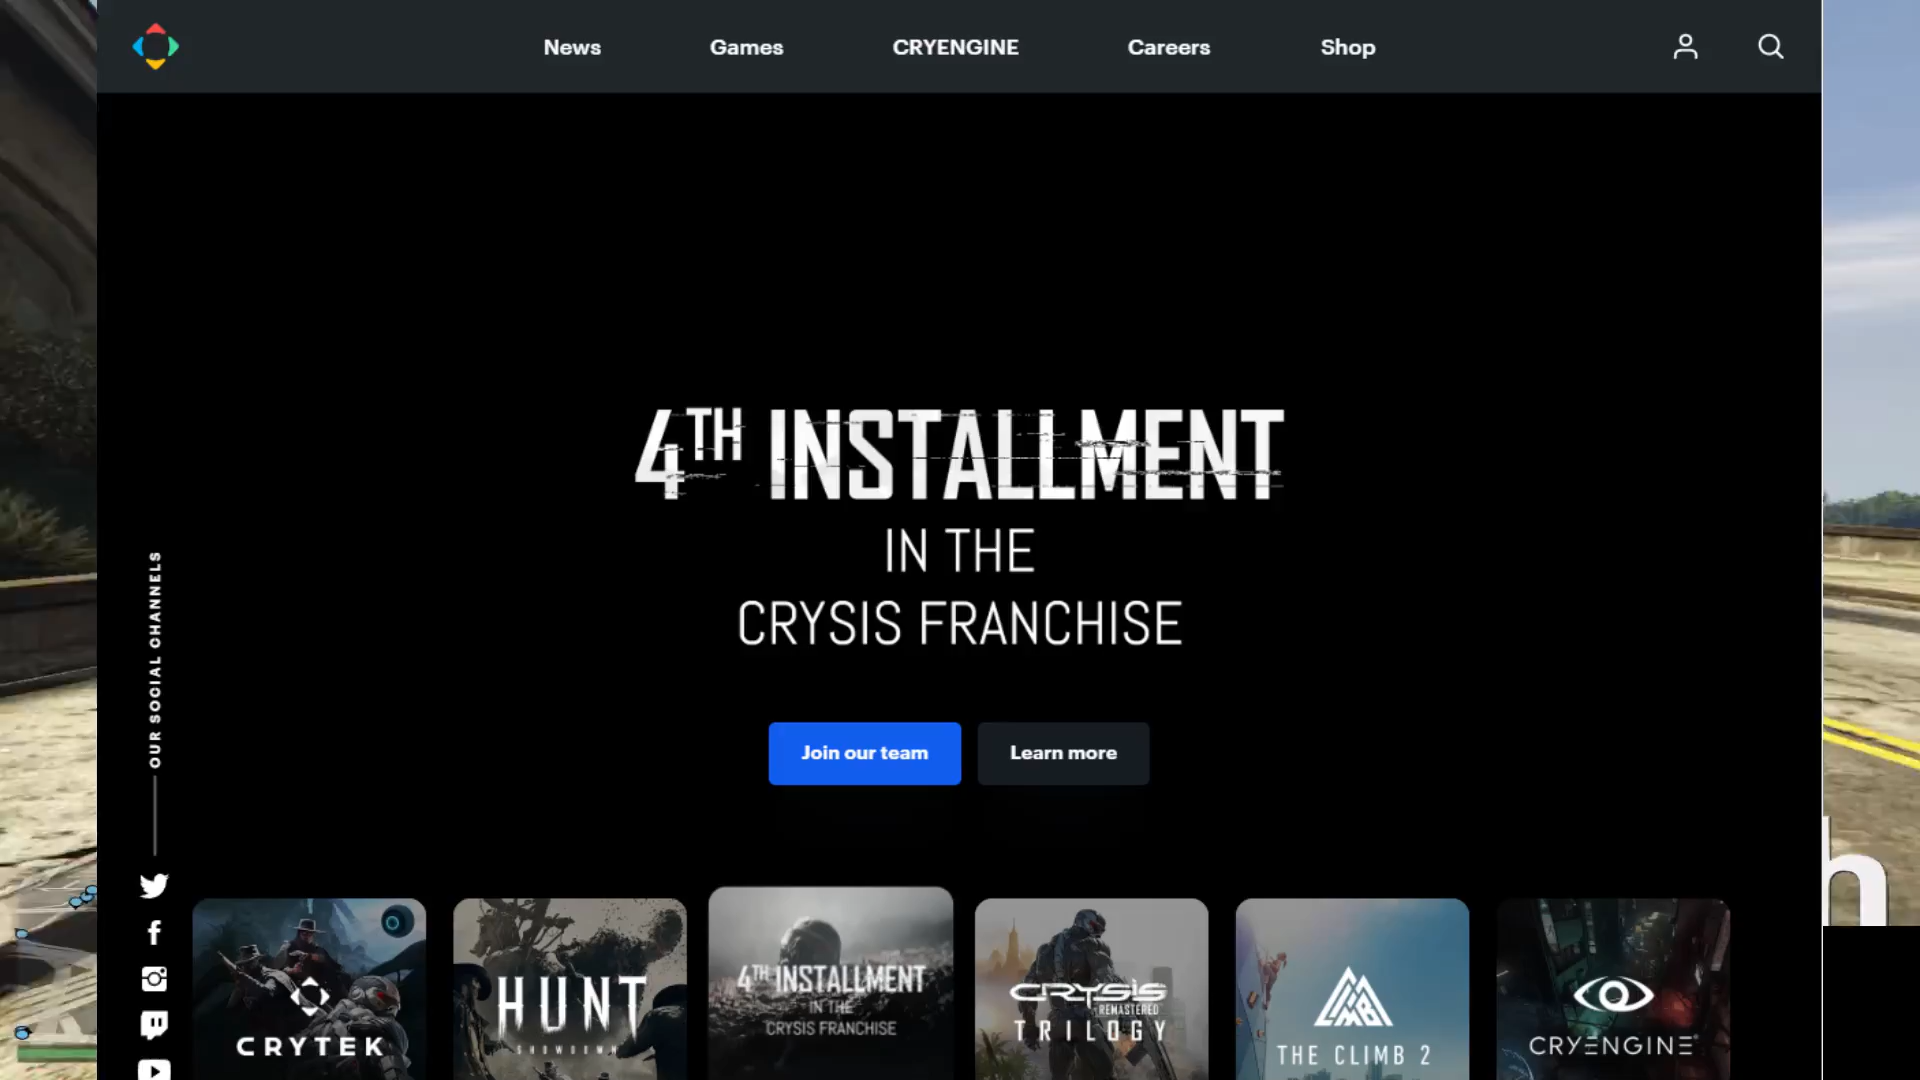 News
Games
CRYENGINE
Careers
Shop
4TH INSTALLMENT
IN THE
CRYSIS FRANCHISE
Join our team
Learn more
OUR SOCIAL CHANNELS
CRYTEK
HUNT
SHOWDOWN
4TH INSTALLMENT
IN THE
CRYSIS FRANCHISE
CRYSIS
REMASTERED
TRILOGY
THE CLIMB 2
CRYENGINE®
h